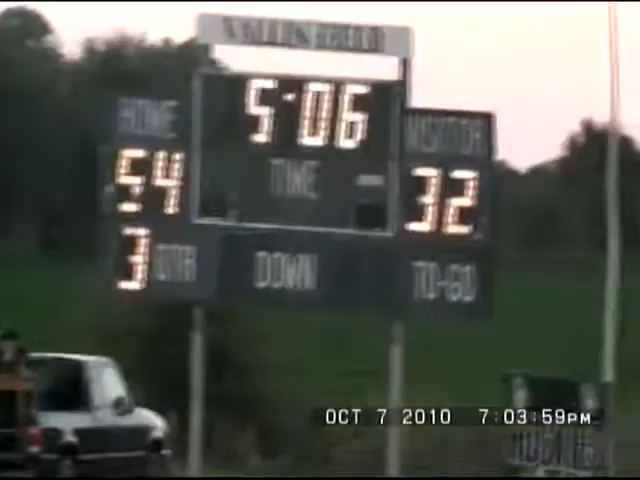 5:06
HOME
VISITOR
TIME
54
32
3 QTR
DOWN
TO-GO
OCT 7 2010 7:03:59PM